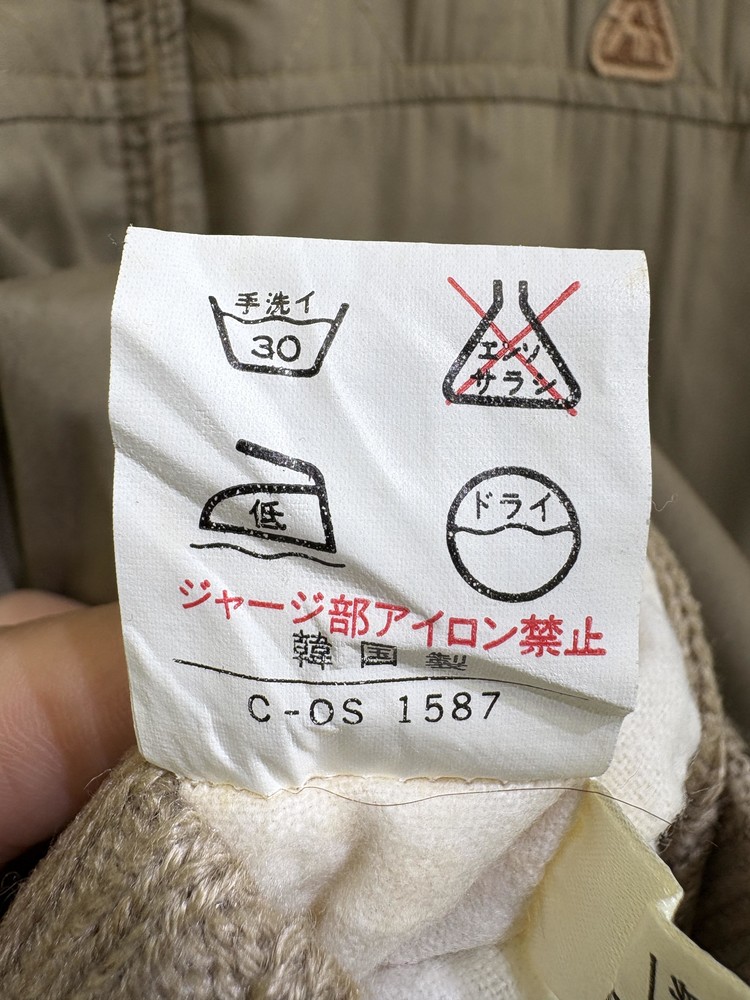 手洗イ
30
エンソ
サラシ
低
ドライ
ジャージ部アイロン禁止
韓国製
C-OS 1587